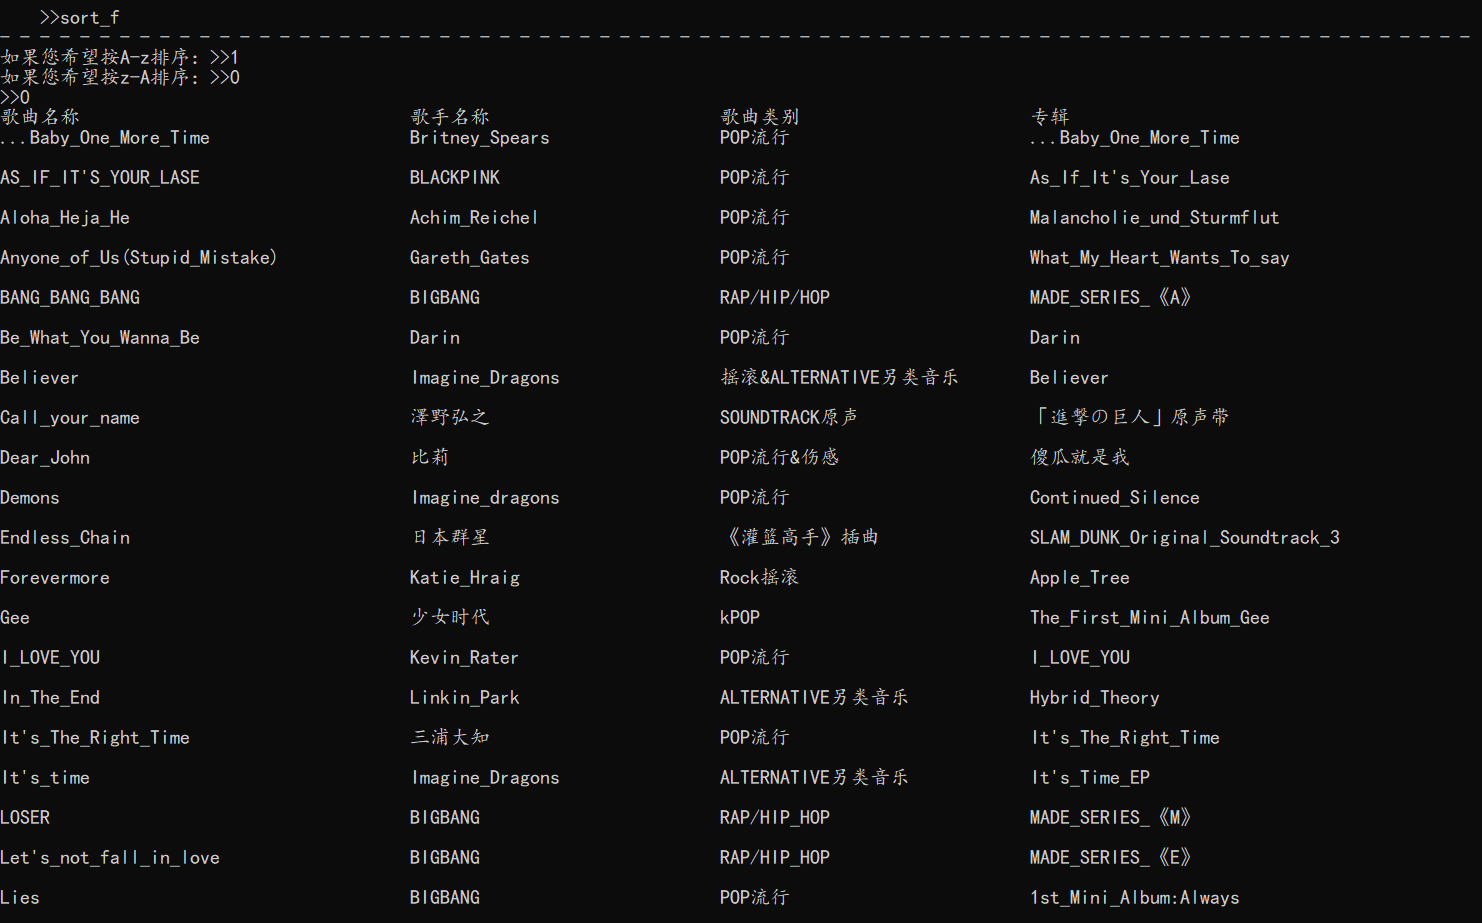 >>sort_f
- - - - - - - - - - - - - - - - - - - - - - - - - - - - - - - - - - - - - - - - - - - - - - - - - - - - - - - - - - - - - - - - - - - - - - - - - -
如果您希望按A-z排序：>>1
如果您希望按z-A排序：>>0
>>0
歌曲名称 歌手名称 歌曲类别 专辑
...Baby_One_More_Time Britney_Spears POP流行 ...Baby_One_More_Time
AS_IF_IT'S_YOUR_LASE BLACKPINK POP流行 As_If_It's_Your_Lase
Aloha_Heja_He Achim_Reichel POP流行 Malancholie_und_Sturmflut
Anyone_of_Us(Stupid_Mistake) Gareth_Gates POP流行 What_My_Heart_Wants_To_say
BANG_BANG_BANG BIGBANG RAP/HIP/HOP MADE_SERIES_《A》
Be_What_You_Wanna_Be Darin POP流行 Darin
Believer Imagine_Dragons 摇滚&ALTERNATIVE另类音乐 Believer
Call_your_name 澤野弘之 SOUNDTRACK原声 「進撃の巨人」原声带
Dear_John 比莉 POP流行&伤感 傻瓜就是我
Demons Imagine_dragons POP流行 Continued_Silence
Endless_Chain 日本群星 《灌篮高手》插曲 SLAM_DUNK_Original_Soundtrack_3
Forevermore Katie_Hraig Rock摇滚 Apple_Tree
Gee 少女时代 kPOP The_First_Mini_Album_Gee
I_LOVE_YOU Kevin_Rater POP流行 I_LOVE_YOU
In_The_End Linkin_Park ALTERNATIVE另类音乐 Hybrid_Theory
It's_The_Right_Time 三浦大知 POP流行 It's_The_Right_Time
It's_time Imagine_Dragons ALTERNATIVE另类音乐 It's_Time_EP
LOSER BIGBANG RAP/HIP_HOP MADE_SERIES_《M》
Let's_not_fall_in_love BIGBANG RAP/HIP_HOP MADE_SERIES_《E》
Lies BIGBANG POP流行 1st_Mini_Album:Always